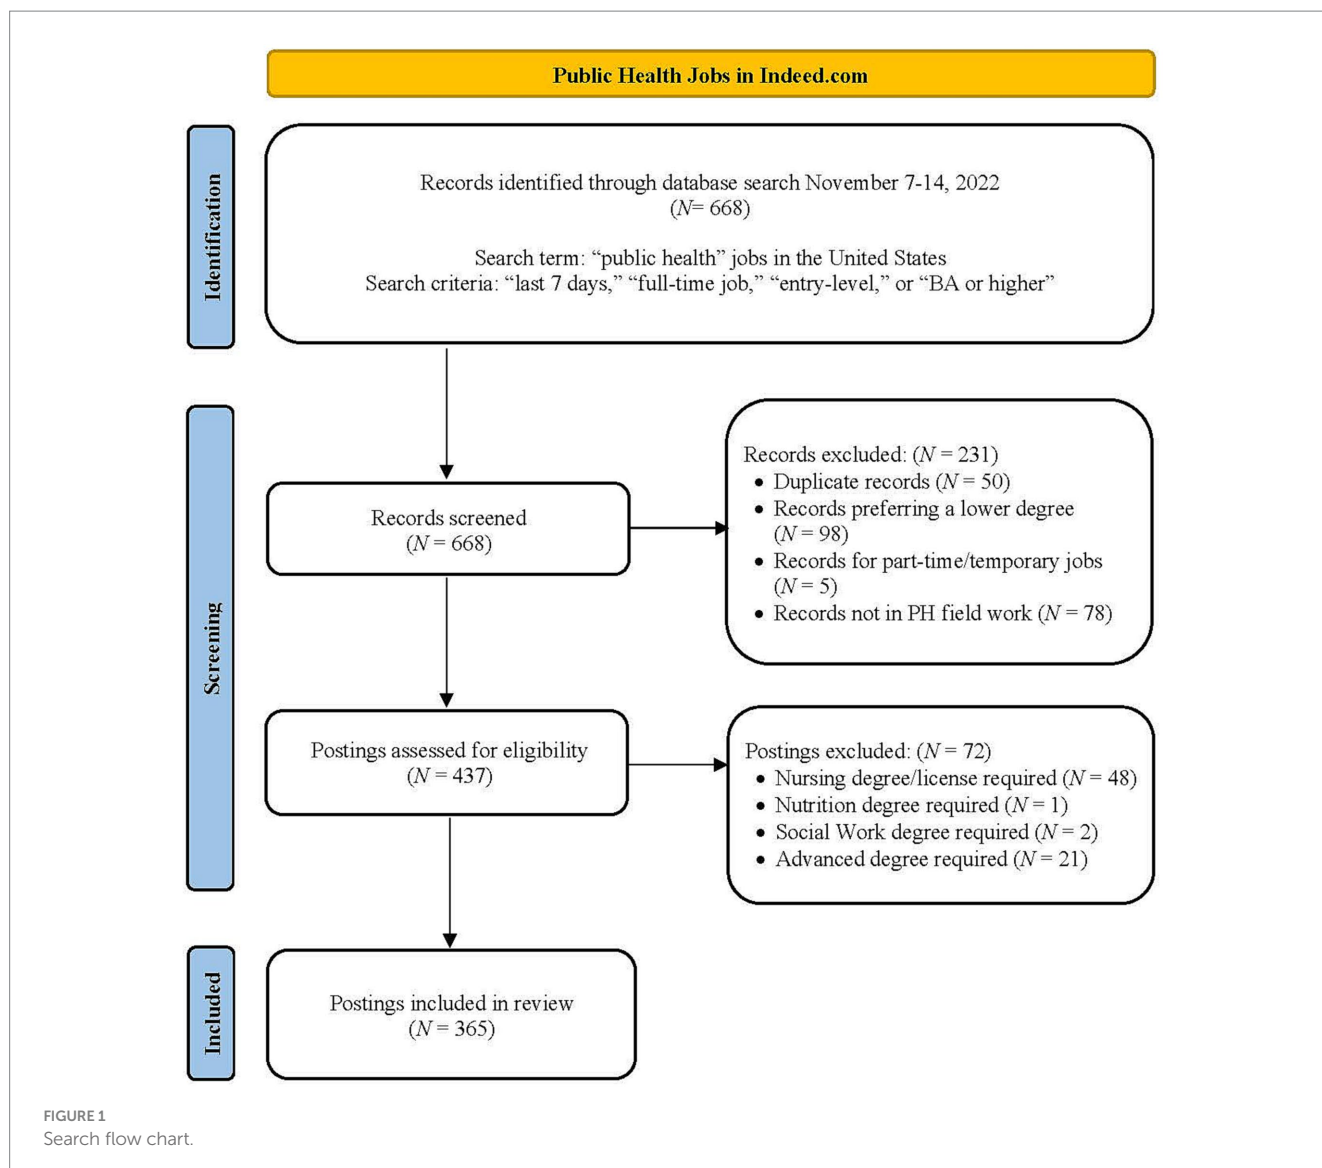 Public Health Jobs in Indeed.com
Identification
Records identified through database search November 7-14, 2022
(N= 668)
Search term: “public health” jobs in the United States
Search criteria: “last 7 days,” “full-time job,” “entry-level,” or “BA or higher”
Screening
Records screened
(N = 668)
Records excluded: (N = 231)
• Duplicate records (N = 50)
• Records preferring a lower degree
(N = 98)
• Records for part-time/temporary jobs
(N = 5)
• Records not in PH field work (N = 78)
Postings assessed for eligibility
(N = 437)
Postings excluded: (N = 72)
• Nursing degree/license required (N = 48)
• Nutrition degree required (N = 1)
• Social Work degree required (N = 2)
• Advanced degree required (N = 21)
Included
Postings included in review
(N = 365)
FIGURE 1
Search flow chart.